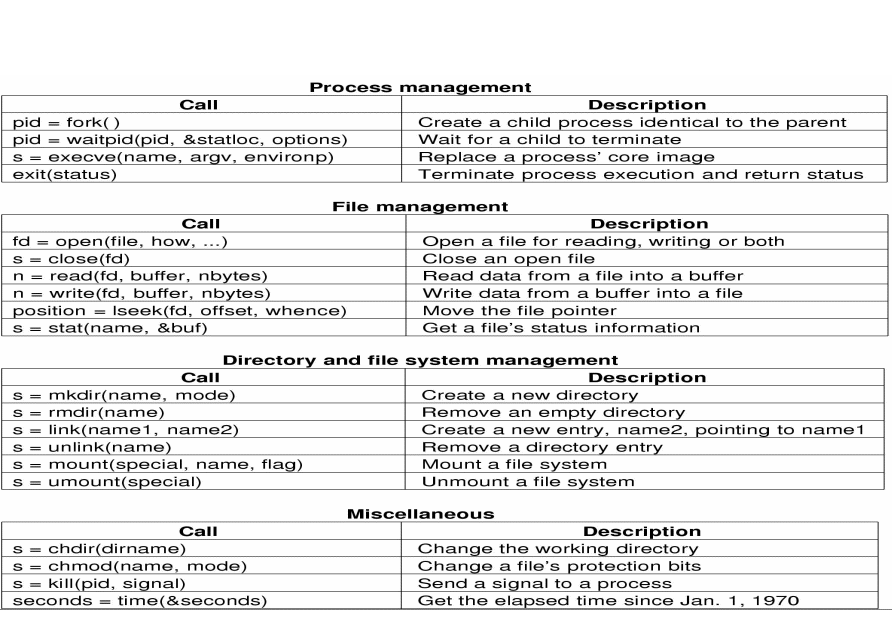 Process management
Call Description
pid = fork( ) Create a child process identical to the parent
pid = waitpid(pid, &statloc, options) Wait for a child to terminate
s = execve(name, argv, environp) Replace a process' core image
exit(status) Terminate process execution and return status
File management
Call Description
fd = open(file, how, ...) Open a file for reading, writing or both
s = close(fd) Close an open file
n = read(fd, buffer, nbytes) Read data from a file into a buffer
n = write(fd, buffer, nbytes) Write data from a buffer into a file
position = lseek(fd, offset, whence) Move the file pointer
s = stat(name, &buf) Get a file's status information
Directory and file system management
Call Description
s = mkdir(name, mode) Create a new directory
s = rmdir(name) Remove an empty directory
s = link(name1, name2) Create a new entry, name2, pointing to name1
s = unlink(name) Remove a directory entry
s = mount(special, name, flag) Mount a file system
s = umount(special) Unmount a file system
Miscellaneous
Call Description
s = chdir(dirname) Change the working directory
s = chmod(name, mode) Change a file's protection bits
s = kill(pid, signal) Send a signal to a process
seconds = time(&seconds) Get the elapsed time since Jan. 1, 1970